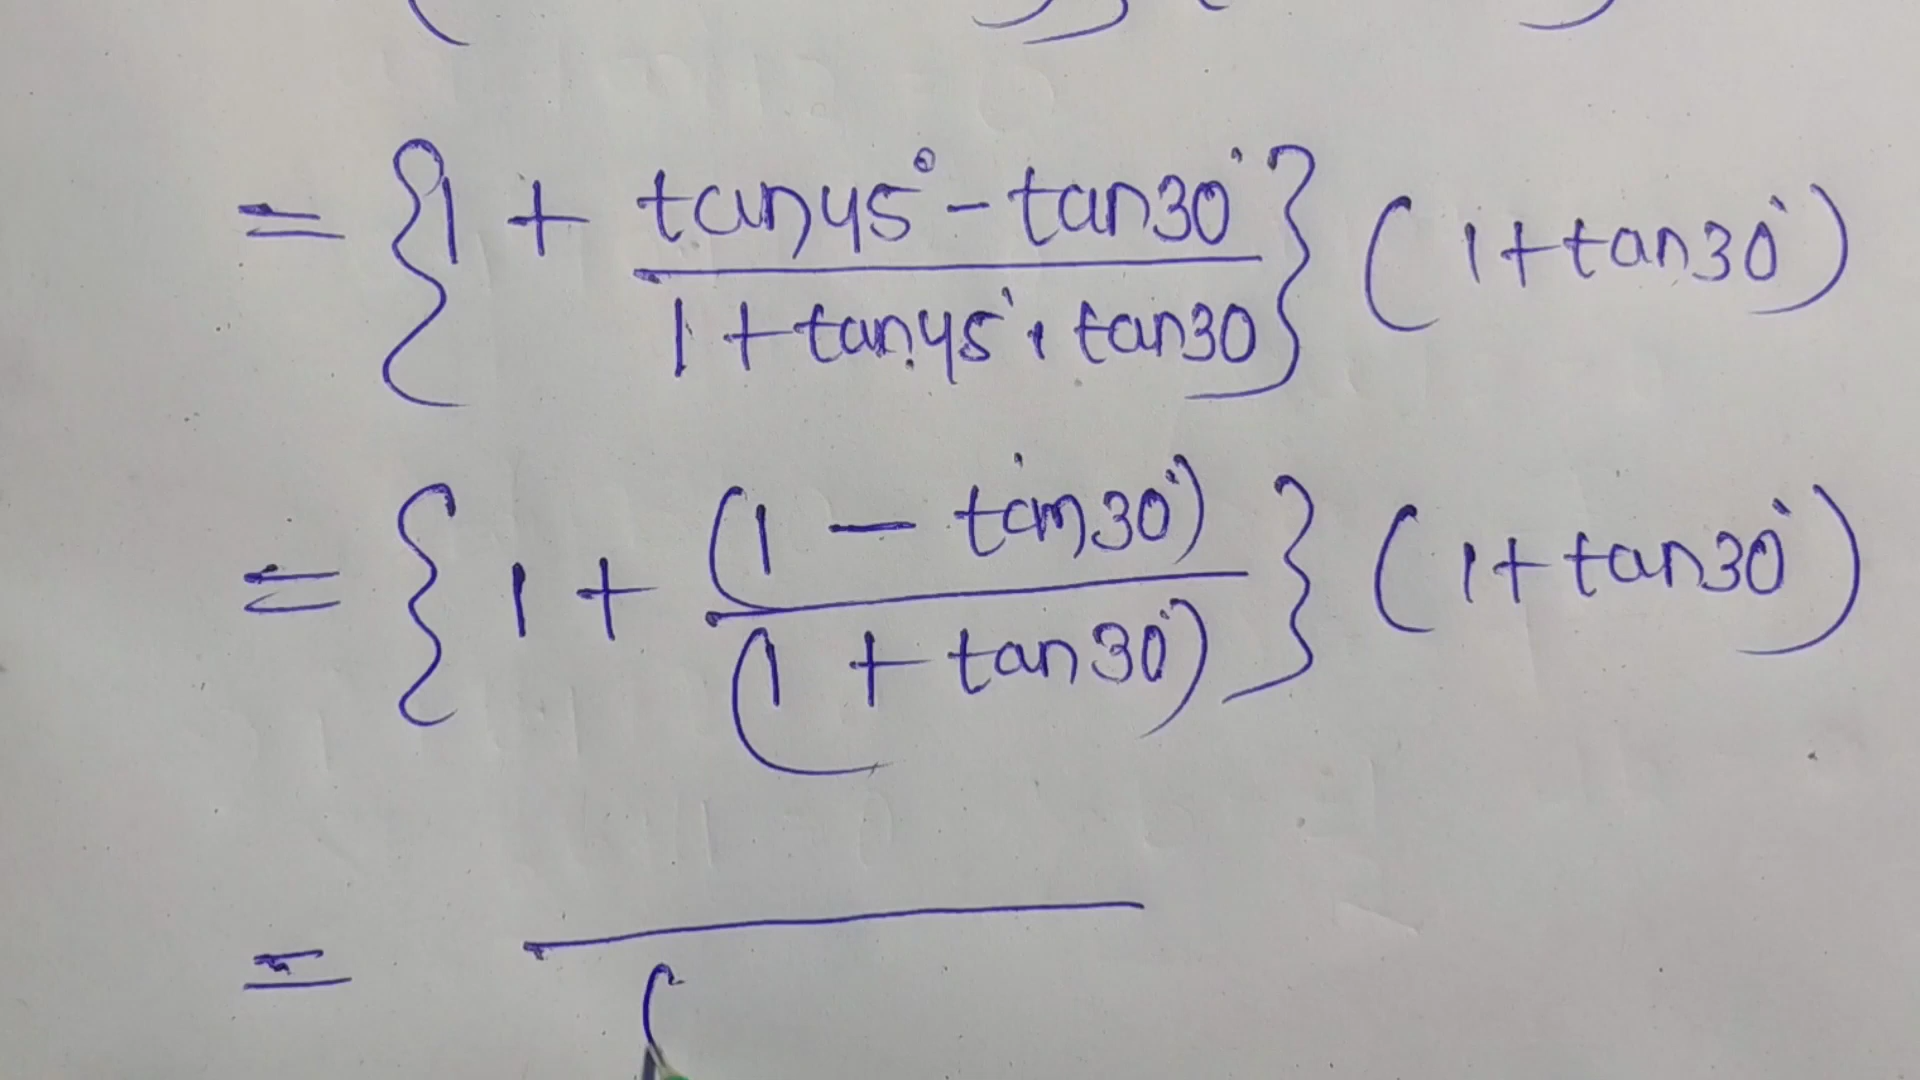 = {1 + (tan45° - tan30°)/(1 + tan45° · tan30)} (1 + tan30°)
= {1 + (1 - tan30°)/(1 + tan30°)} (1 + tan30°)
= (